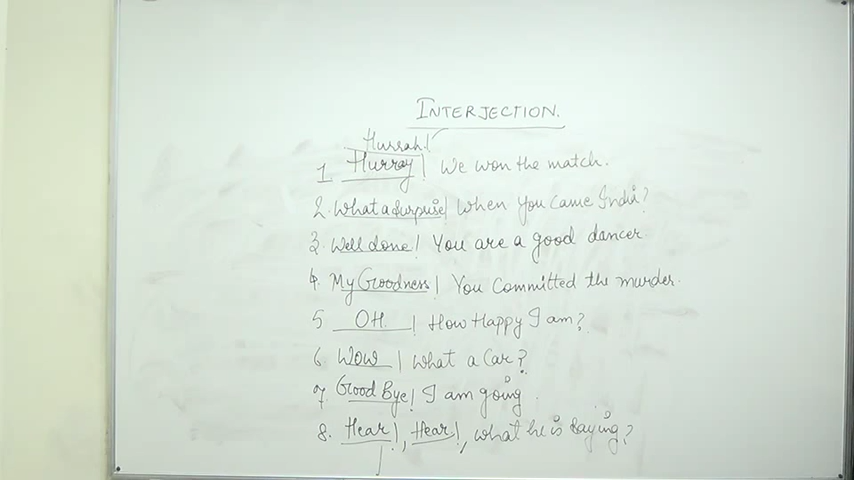 INTERJECTION.
Hurrah!
1 Hurray! We won the match.
2. What a surprise! When you came India?
3. Well done! You are a good dancer
4. My Goodness! You committed the murder.
5 OH. ! How Happy I am?
6. Wow ! What a Car?
7. Good Bye! I am going.
8. Hear!, Hear!, what he is saying?